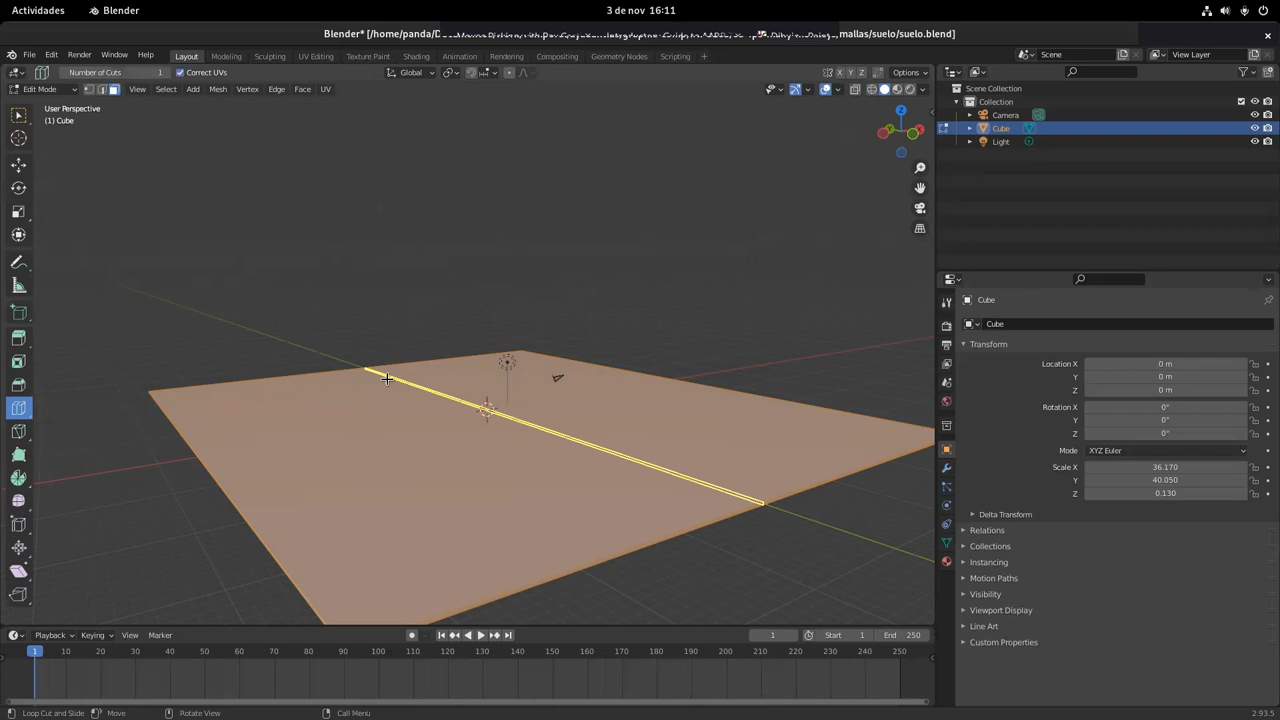 Actividades
Blender
3 de nov 16:11
Blender* [/home/panda/D
mallas/suelo/suelo.blend]
File Edit Render Window Help
Layout Modeling Sculpting UV Editing Texture Paint Shading Animation Rendering Compositing Geometry Nodes Scripting +
Scene
View Layer
Number of Cuts 1
Correct UVs
Global
X Y Z
Options
Edit Mode
View Select Add Mesh Vertex Edge Face UV
User Perspective
(1) Cube
Z
Y
Scene Collection
Collection
Camera
Cube
Light
Cube
Cube
Transform
Location X 0 m
Y 0 m
Z 0 m
Rotation X 0°
Y 0°
Z 0°
Mode XYZ Euler
Scale X 36.170
Y 40.050
Z 0.130
Delta Transform
Relations
Collections
Instancing
Motion Paths
Visibility
Viewport Display
Line Art
Custom Properties
Playback Keying View Marker
1
Start 1
End 250
1 10 20 30 40 50 60 70 80 90 100 110 120 130 140 150 160 170 180 190 200 210 220 230 240 250
Loop Cut and Slide
Move
Rotate View
Call Menu
2.93.5